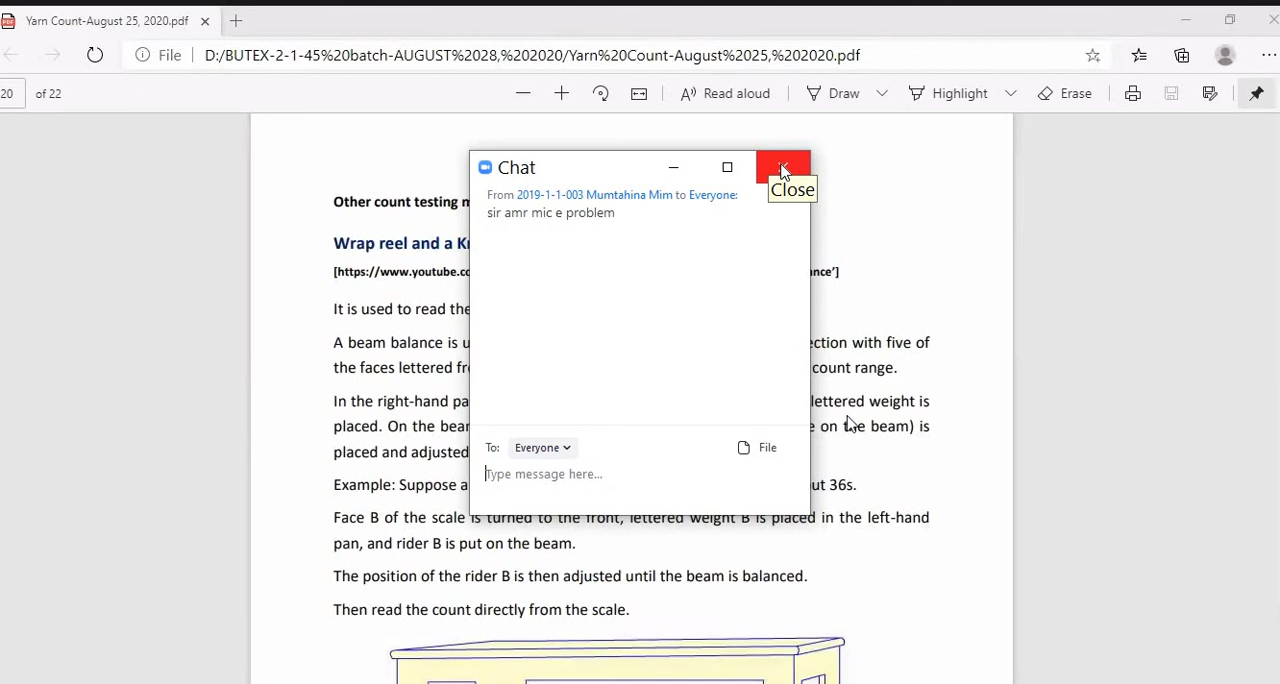 Yarn Count-August 25, 2020.pdf
File
D:/BUTEX-2-1-45%20batch-AUGUST%2028,%202020/Yarn%20Count-August%2025,%202020.pdf
20 of 22
Read aloud
Draw
Highlight
Erase
Chat
Close
From 2019-1-1-003 Mumtahina Mim to Everyone:
sir amr mic e problem
To: Everyone
File
Type message here...
Other count testing
Wrap reel and a
[https://www.youtube.
It is used to read the
A beam balance is
with five of
the faces lettered
count range.
In the right-hand
lettered weight is
placed. On the
on the beam) is
placed and adjusted
Example: Suppose a
36s.
Face B of the scale is turned to the front, lettered weight B is placed in the left-hand
pan, and rider B is put on the beam.
The position of the rider B is then adjusted until the beam is balanced.
Then read the count directly from the scale.